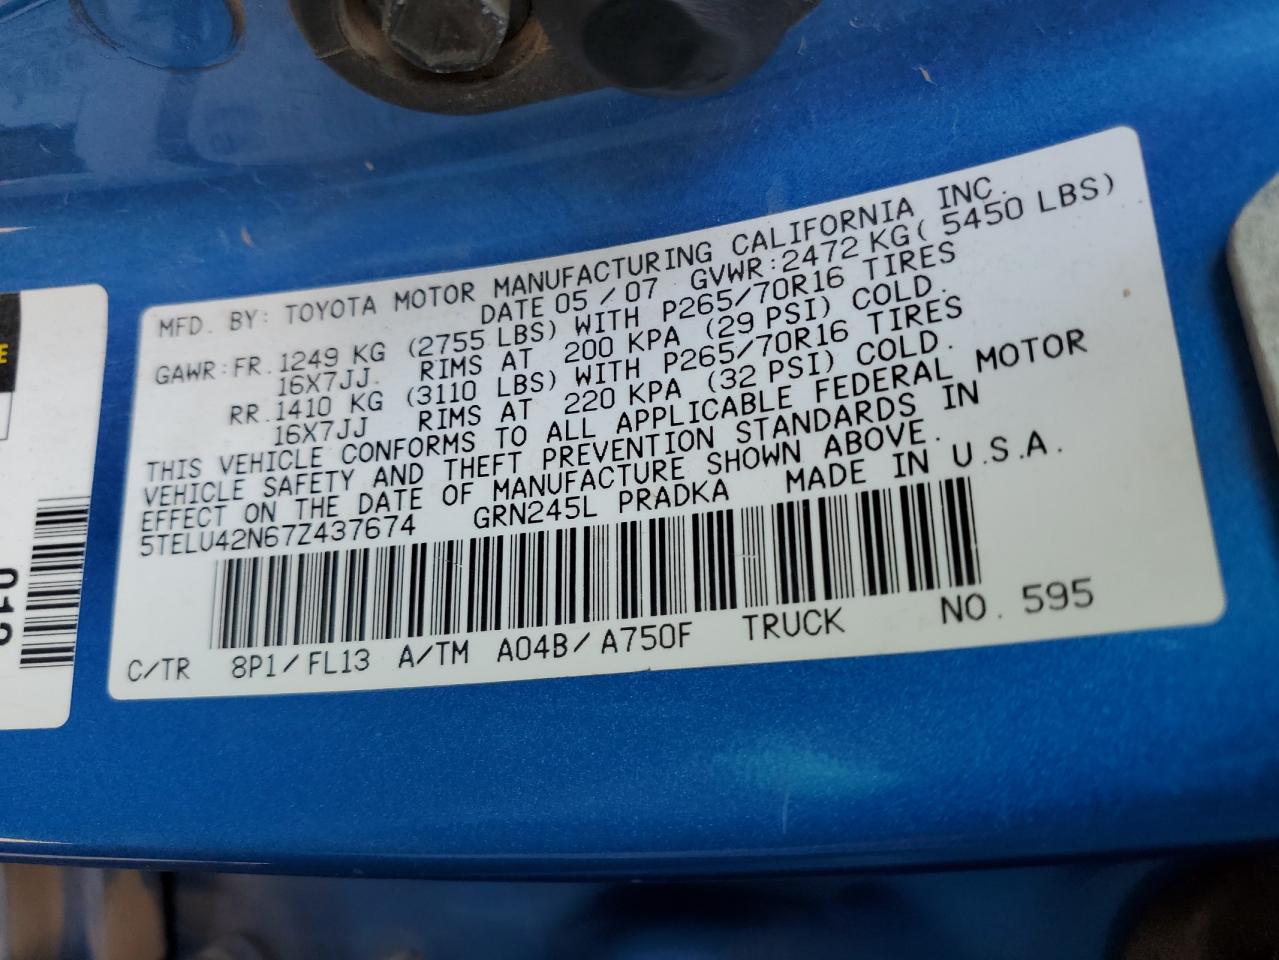 MFD. BY: TOYOTA MOTOR MANUFACTURING CALIFORNIA INC.
DATE 05/07 GVWR:2472 KG( 5450 LBS)
GAWR:FR. 1249 KG (2755 LBS) WITH P265/70R16 TIRES
16X7JJ. RIMS AT 200 KPA (29 PSI) COLD.
RR. 1410 KG (3110 LBS) WITH P265/70R16 TIRES
16X7JJ RIMS AT 220 KPA (32 PSI) COLD.
THIS VEHICLE CONFORMS TO ALL APPLICABLE FEDERAL MOTOR
VEHICLE SAFETY AND THEFT PREVENTION STANDARDS IN
EFFECT ON THE DATE OF MANUFACTURE SHOWN ABOVE.
5TELU42N67Z437674 GRN245L PRADKA MADE IN U.S.A.
C/TR 8P1/FL13 A/TM A04B/A750F TRUCK NO. 595